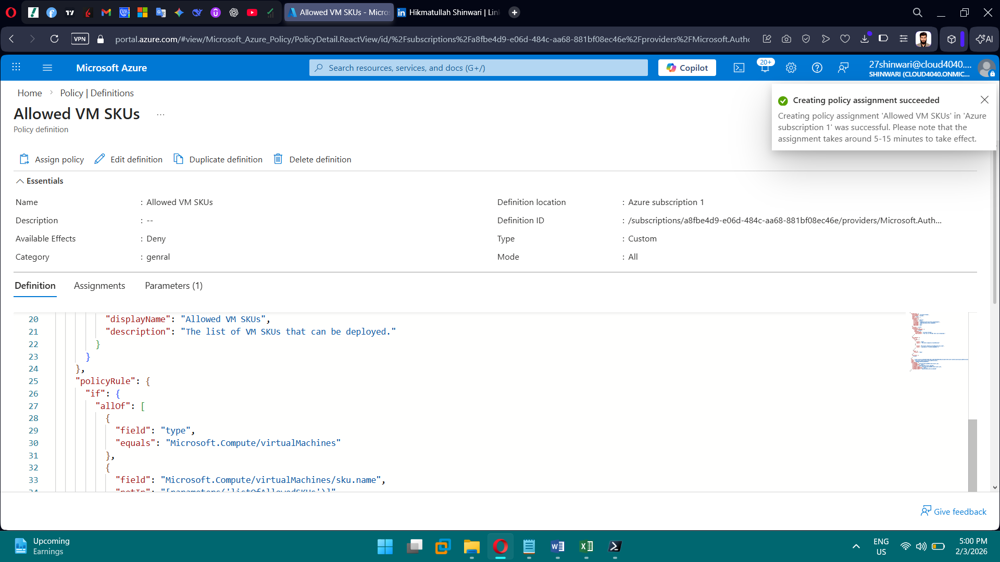 Allowed VM SKUs - Micros
Hikmatullah Shinwari | Lin
VPN
portal.azure.com/#view/Microsoft_Azure_Policy/PolicyDetail.ReactView/id/%2Fsubscriptions%2Fa8fbe4d9-e06d-484c-aa68-881bf08ec46e%2Fproviders%2FMicrosoft.Autho
AI
Microsoft Azure
Search resources, services, and docs (G+/)
Copilot
20+
27shinwari@cloud4040....
SHINWARI (CLOUD4040.ONMIC...
Home > Policy | Definitions
Allowed VM SKUs ...
Policy definition
Creating policy assignment succeeded
Creating policy assignment 'Allowed VM SKUs' in 'Azure
subscription 1' was successful. Please note that the
assignment takes around 5-15 minutes to take effect.
Assign policy
Edit definition
Duplicate definition
Delete definition
Essentials
Name : Allowed VM SKUs
Definition location : Azure subscription 1
Description : --
Definition ID : /subscriptions/a8fbe4d9-e06d-484c-aa68-881bf08ec46e/providers/Microsoft.Auth...
Available Effects : Deny
Type : Custom
Category : genral
Mode : All
Definition
Assignments
Parameters (1)
20 "displayName": "Allowed VM SKUs",
21 "description": "The list of VM SKUs that can be deployed."
22 }
23 }
24 },
25 "policyRule": {
26 "if": {
27 "allOf": [
28 {
29 "field": "type",
30 "equals": "Microsoft.Compute/virtualMachines"
31 },
32 {
33 "field": "Microsoft.Compute/virtualMachines/sku.name",
34 "notIn": "[parameters('listOfAllowedSKUs')]"
Give feedback
Upcoming
Earnings
ENG
US
5:00 PM
2/3/2026